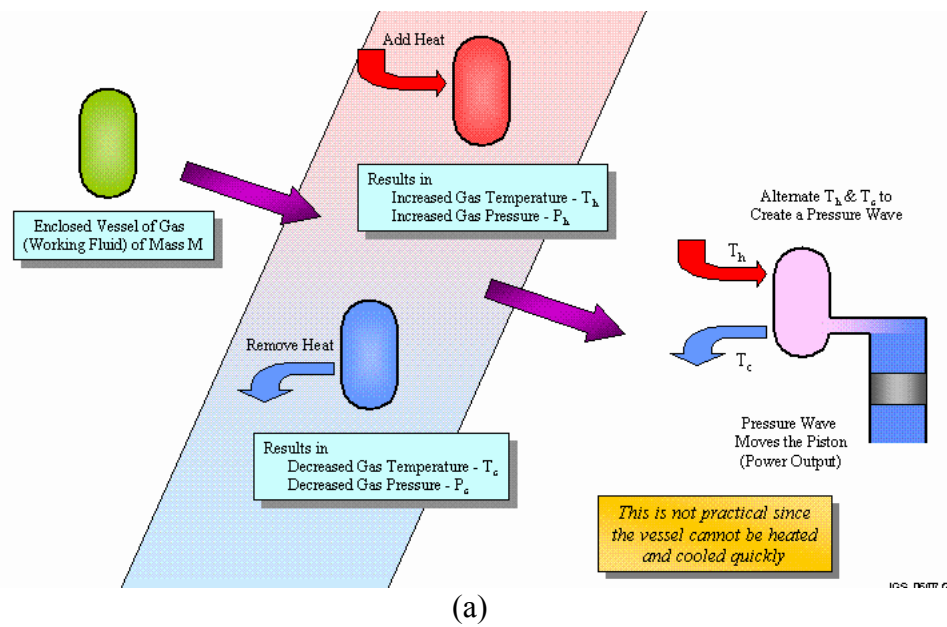 Add Heat
Enclosed Vessel of Gas
(Working Fluid) of Mass M
Results in
Increased Gas Temperature - Th
Increased Gas Pressure - Ph
Alternate Th & Tc to
Create a Pressure Wave
Th
Tc
Remove Heat
Results in
Decreased Gas Temperature - Tc
Decreased Gas Pressure - Pc
Pressure Wave
Moves the Piston
(Power Output)
This is not practical since
the vessel cannot be heated
and cooled quickly
(a)